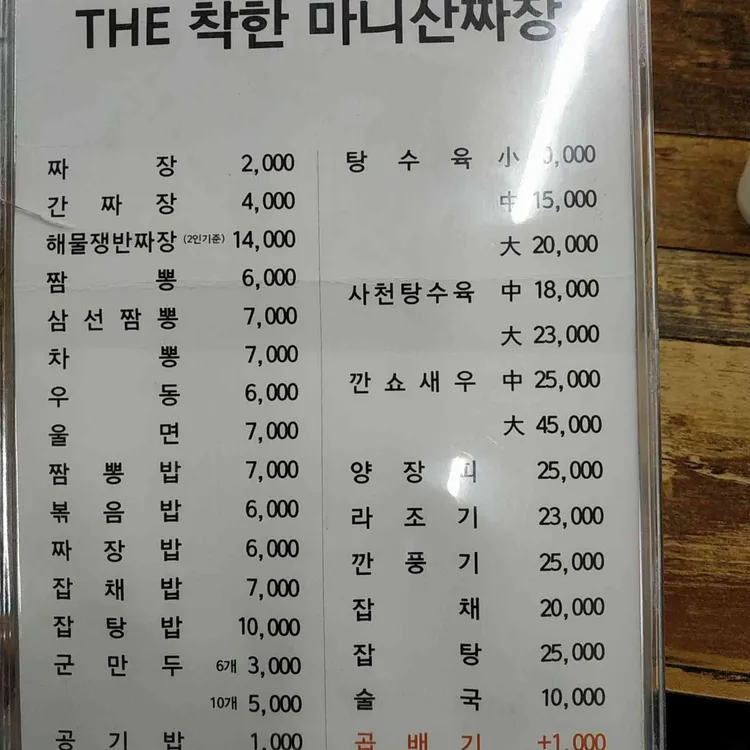 THE 착한 마니산짜장
짜장 2,000
간짜장 4,000
해물쟁반짜장 (2인기준) 14,000
짬뽕 6,000
삼선짬뽕 7,000
차뽕 7,000
우동 6,000
울면 7,000
짬뽕밥 7,000
볶음밥 6,000
짜장밥 6,000
잡채밥 7,000
잡탕밥 10,000
군만두 6개 3,000
10개 5,000
공기밥 1,000
탕수육 小
中 15,000
大 20,000
사천탕수육 中 18,000
大 23,000
깐쇼새우 中 25,000
大 45,000
양장피 25,000
라조기 23,000
깐풍기 25,000
잡채 20,000
잡탕 25,000
술국 10,000
곱배기 +1,000